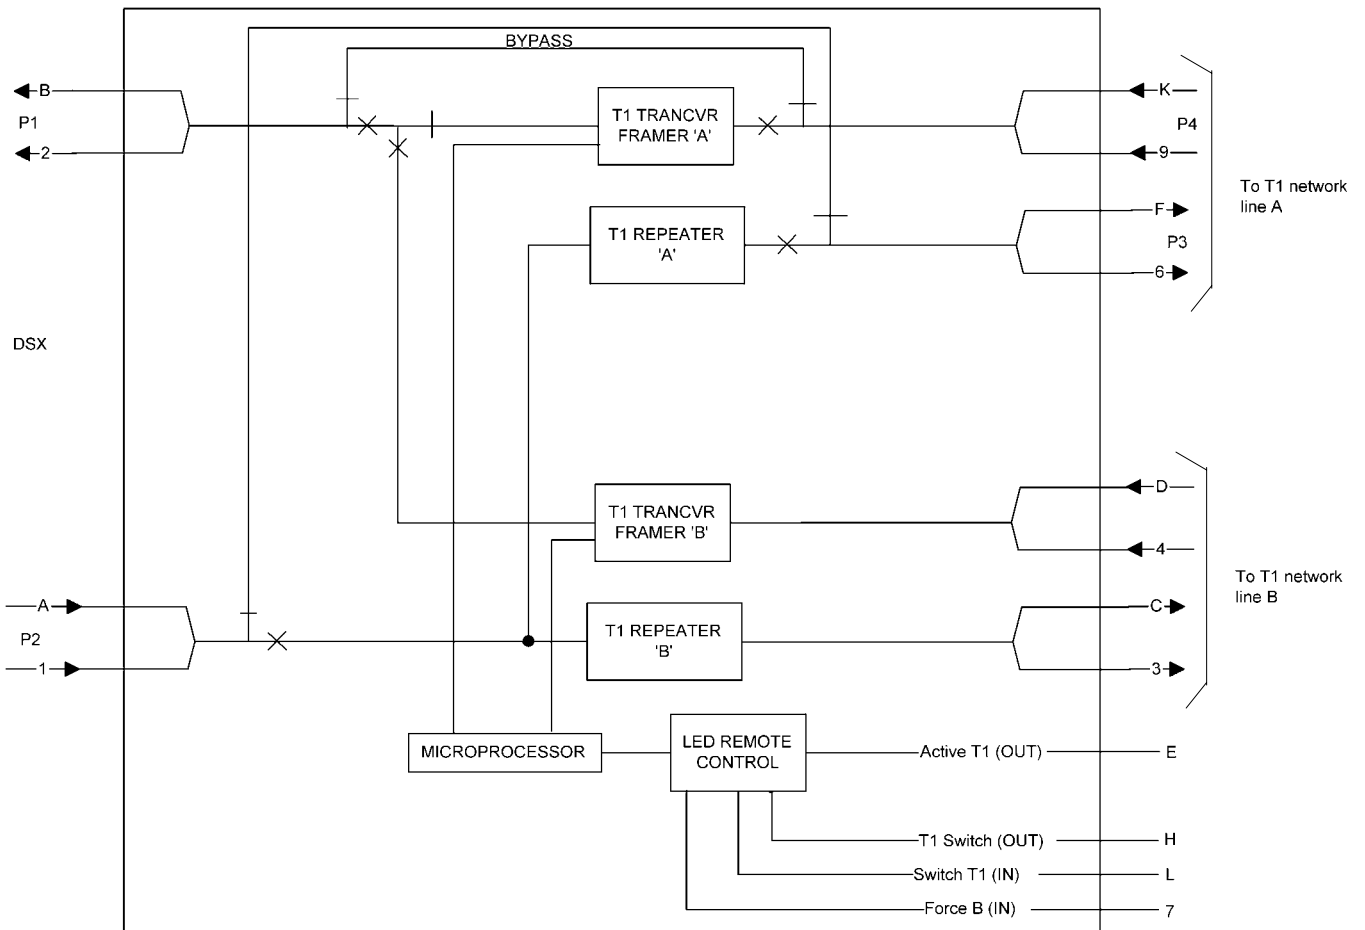 BYPASS
B
P1
2
T1 TRANCVR
FRAMER 'A'
K
P4
9
To T1 network
line A
T1 REPEATER
'A'
F
P3
6
DSX
T1 TRANCVR
FRAMER 'B'
D
4
To T1 network
line B
A
P2
1
T1 REPEATER
'B'
C
3
MICROPROCESSOR
LED REMOTE
CONTROL
Active T1 (OUT)
E
T1 Switch (OUT)
H
Switch T1 (IN)
L
Force B (IN)
7